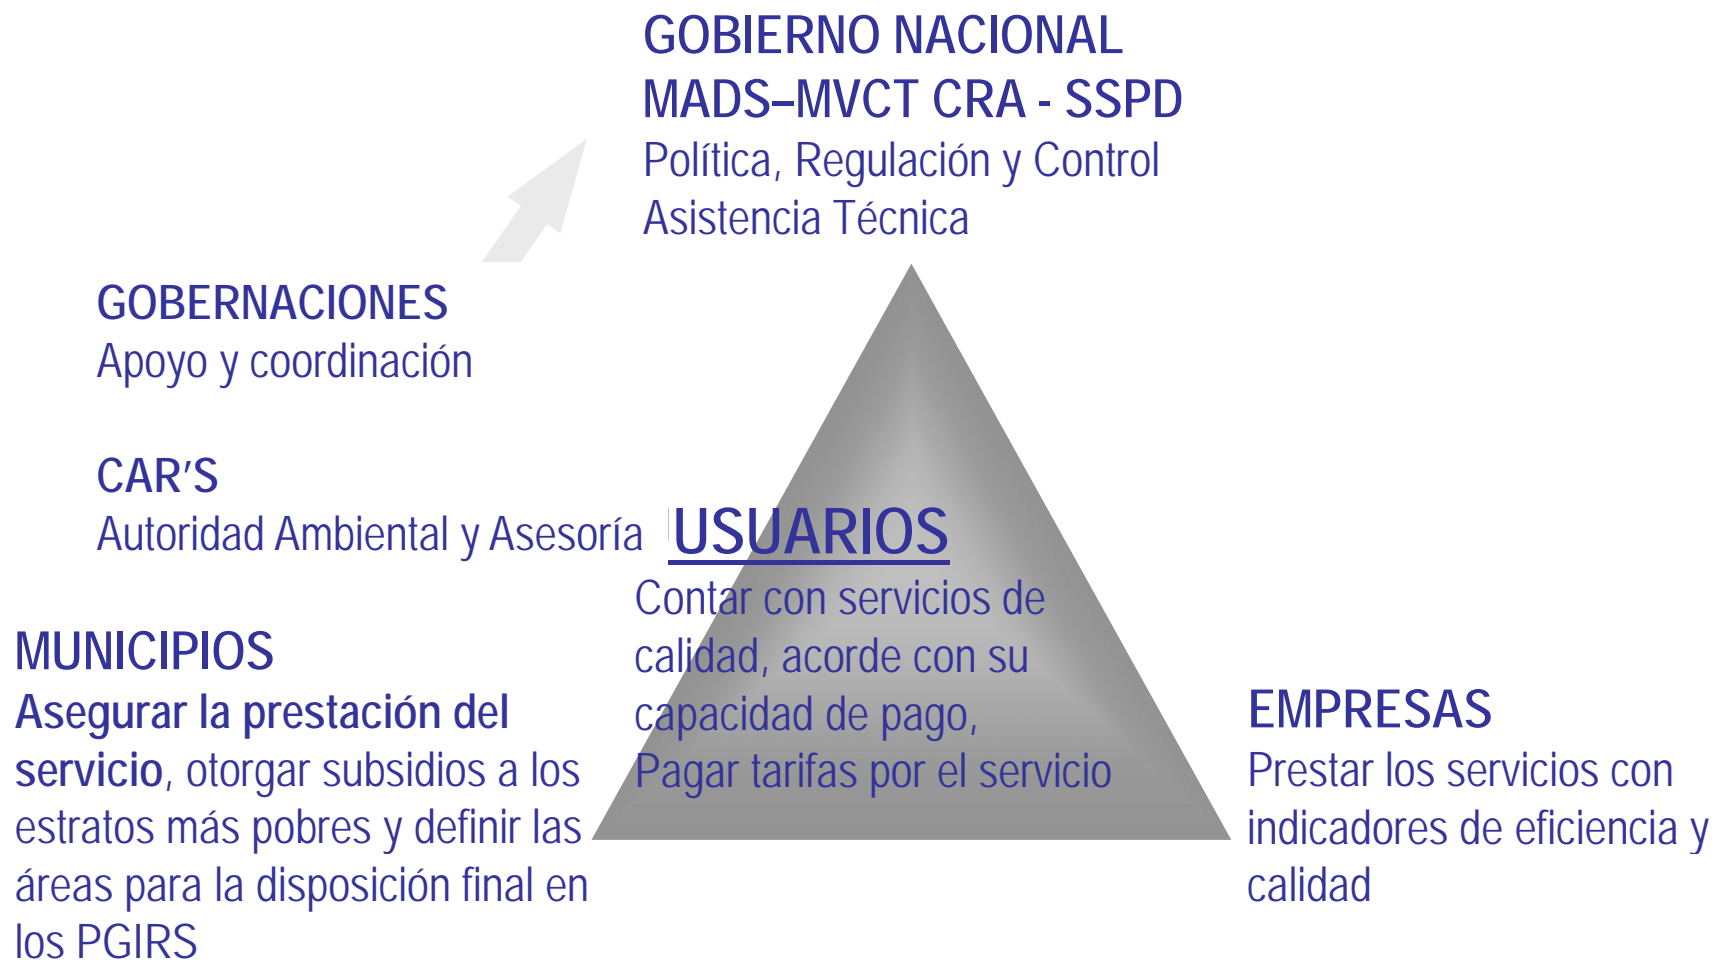 GOBIERNO NACIONAL
MADS–MVCT CRA - SSPD
Política, Regulación y Control
Asistencia Técnica
GOBERNACIONES
Apoyo y coordinación
CAR’S
Autoridad Ambiental y Asesoría
USUARIOS
Contar con servicios de
calidad, acorde con su
capacidad de pago,
Pagar tarifas por el servicio
MUNICIPIOS
Asegurar la prestación del
servicio, otorgar subsidios a los
estratos más pobres y definir las
áreas para la disposición final en
los PGIRS
EMPRESAS
Prestar los servicios con
indicadores de eficiencia y
calidad